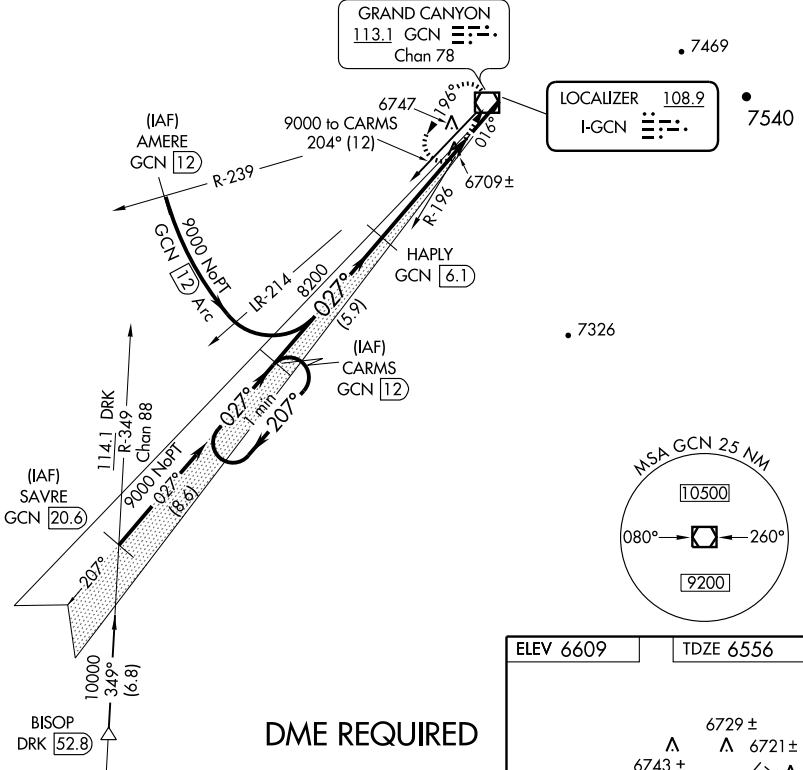 GRAND CANYON
113.1 GCN
Chan 78
7469
LOCALIZER 108.9
I-GCN
7540
6747
196°
016°
9000 to CARMS
204° (12)
(IAF)
AMERE
GCN 12
R-239
6709±
R-196
9000 NoPT
GCN 12 Arc
LR-214
8200
027°
(5.9)
HAPLY
GCN 6.1
7326
(IAF)
CARMS
GCN 12
027°
1 min
207°
114.1 DRK
R-349
Chan 88
(IAF)
SAVRE
GCN 20.6
9000 NoPT
027°
(8.6)
207°
MSA GCN 25 NM
10500
080°
260°
9200
10000
349°
(6.8)
BISOP
DRK 52.8
DME REQUIRED
ELEV 6609
TDZE 6556
6729 ±
6743 ±
6721±